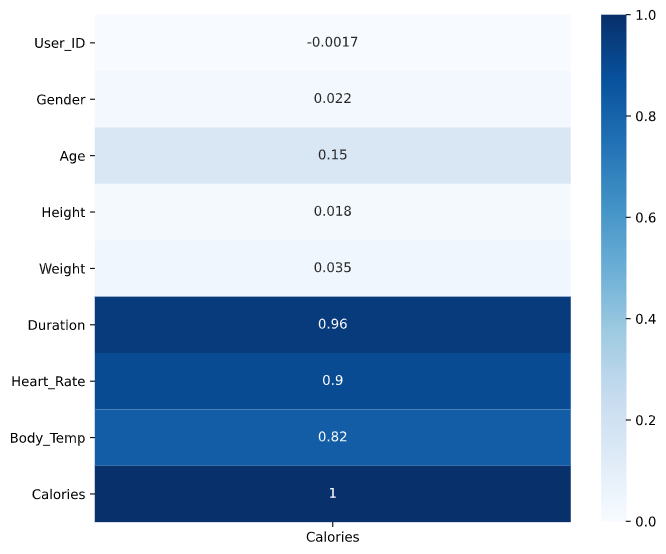 User_ID -0.0017
Gender 0.022
Age 0.15
Height 0.018
Weight 0.035
Duration 0.96
Heart_Rate 0.9
Body_Temp 0.82
Calories 1
Calories
1.0
0.8
0.6
0.4
0.2
0.0